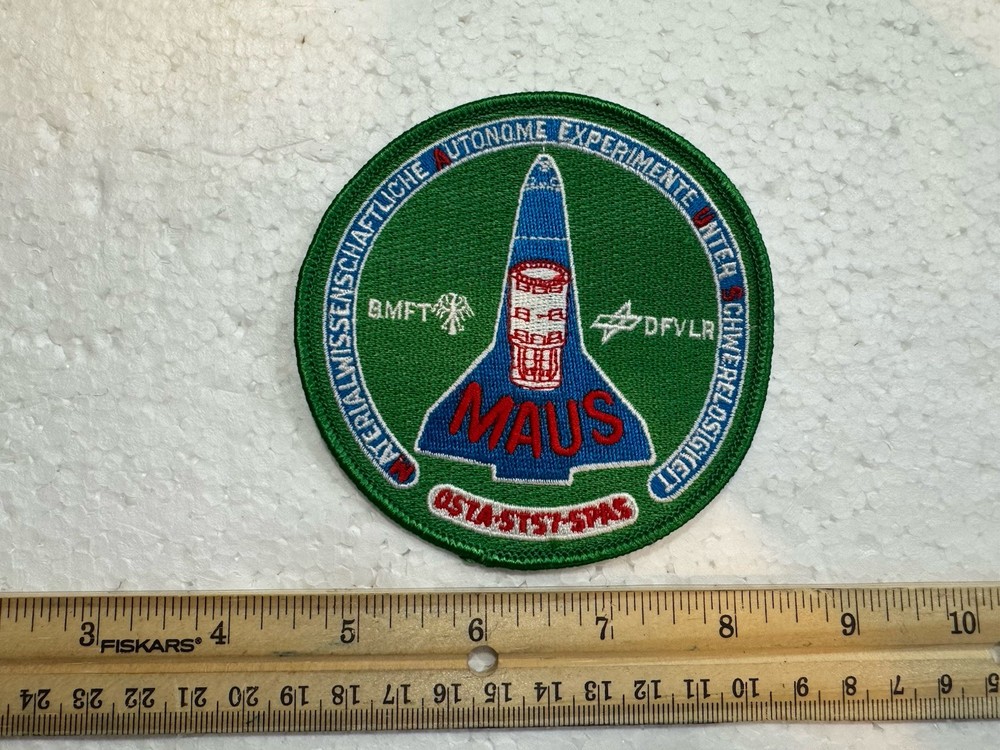 MATERIALWISSENSCHAFTLICHE AUTONOME EXPERIMENTE UNTER SCHWERELOSIGKEIT
BMFT
DFVLR
MAUS
OSTA-STS7-SPAS
3 4 5 6 7 8 9 10
FISKARS®
24 23 22 21 20 19 18 17 16 15 14 13 12 11 10 9 8 7 6 5